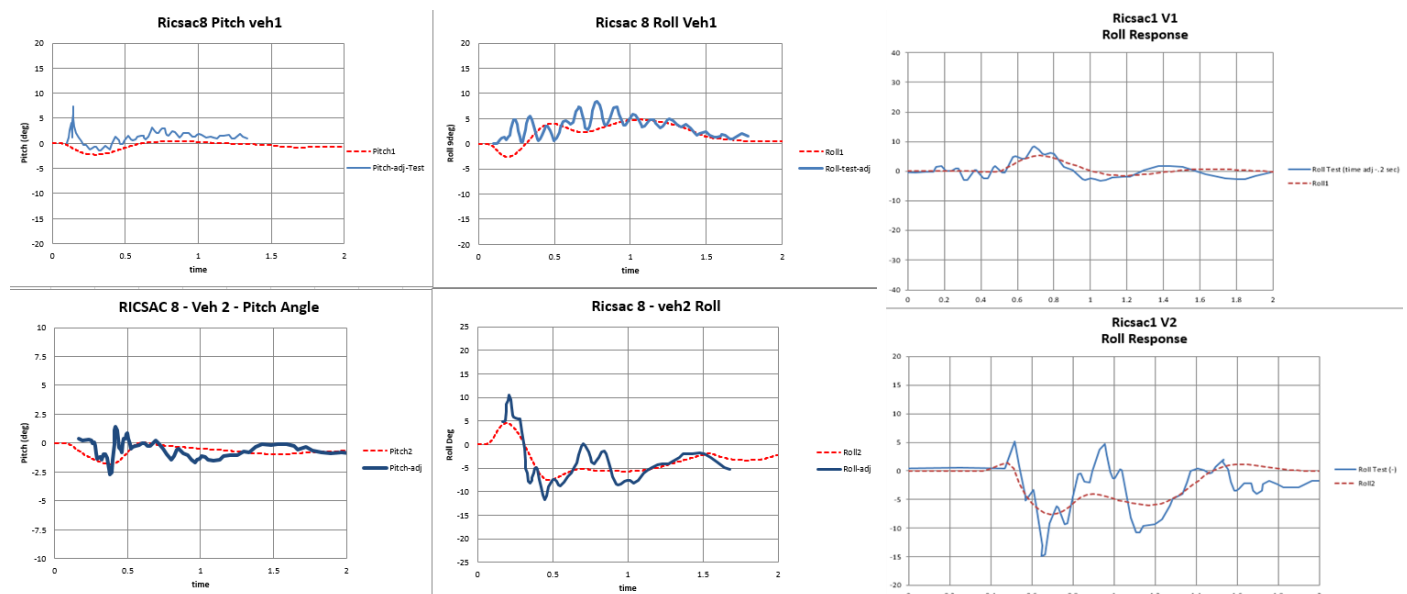 Ricsac8 Pitch veh1
20
15
10
5
0
-5
-10
-15
-20
Pitch (deg)
0 0.5 1 1.5 2
time
Pitch1
Pitch-adj-Test
Ricsac 8 Roll Veh1
20
15
10
5
0
-5
-10
-15
-20
Roll 9deg)
0 0.5 1 1.5 2
time
Roll1
Roll-test-adj
Ricsac1 V1
Roll Response
40
30
20
10
0
-10
-20
-30
-40
0 0.2 0.4 0.6 0.8 1 1.2 1.4 1.6 1.8 2
Roll Test (time adj -.2 sec)
Roll1
RICSAC 8 - Veh 2 - Pitch Angle
10
7.5
5
2.5
0
-2.5
-5
-7.5
-10
Pitch (deg)
0 0.5 1 1.5 2
time
Pitch2
Pitch-adj
Ricsac 8 - veh2 Roll
25
20
15
10
5
0
-5
-10
-15
-20
-25
Roll Deg
0 0.5 1 1.5 2
time
Roll2
Roll-adj
Ricsac1 V2
Roll Response
20
15
10
5
0
-5
-10
-15
-20
Roll Test (-)
Roll2